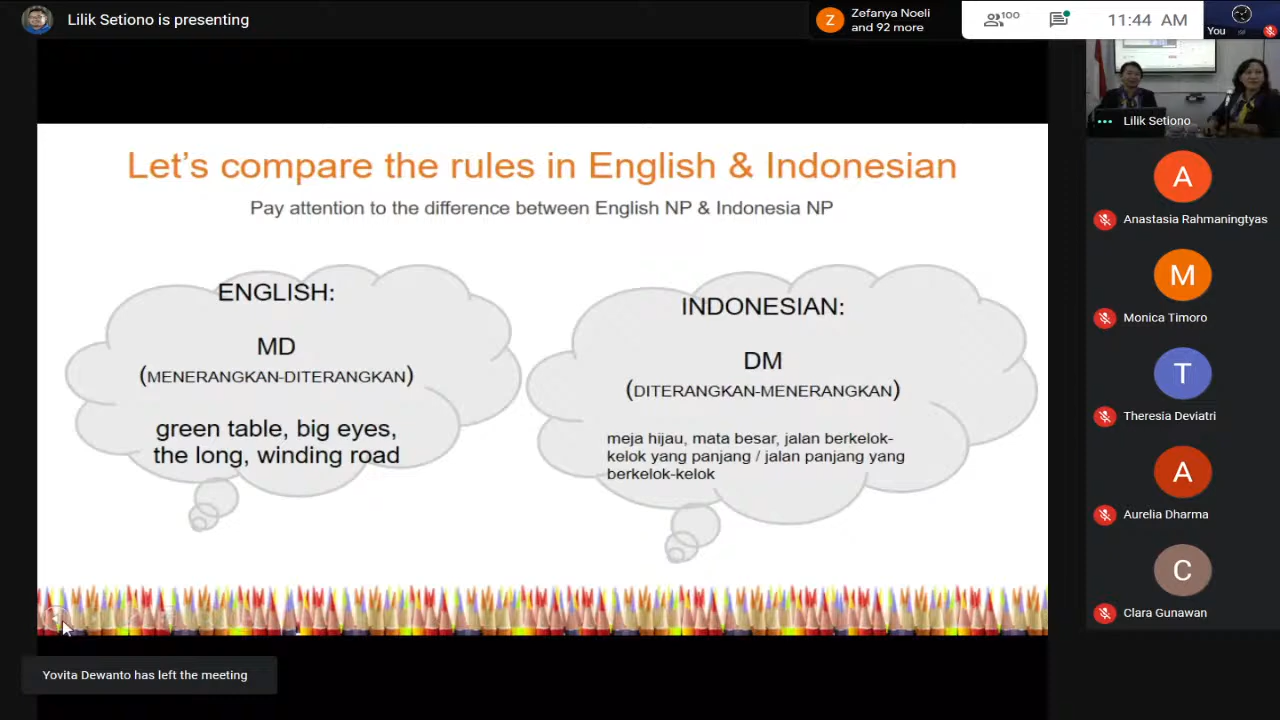 Lilik Setiono is presenting
Z
Zefanya Noeli
and 92 more
100
11:44 AM
You
Lilik Setiono
Let's compare the rules in English & Indonesian
Pay attention to the difference between English NP & Indonesia NP
ENGLISH:
MD
(MENERANGKAN-DITERANGKAN)
green table, big eyes,
the long, winding road
INDONESIAN:
DM
(DITERANGKAN-MENERANGKAN)
meja hijau, mata besar, jalan berkelok-
kelok yang panjang / jalan panjang yang
berkelok-kelok
A
Anastasia Rahmaningtyas
M
Monica Timoro
T
Theresia Deviatri
A
Aurelia Dharma
C
Clara Gunawan
Yovita Dewanto has left the meeting